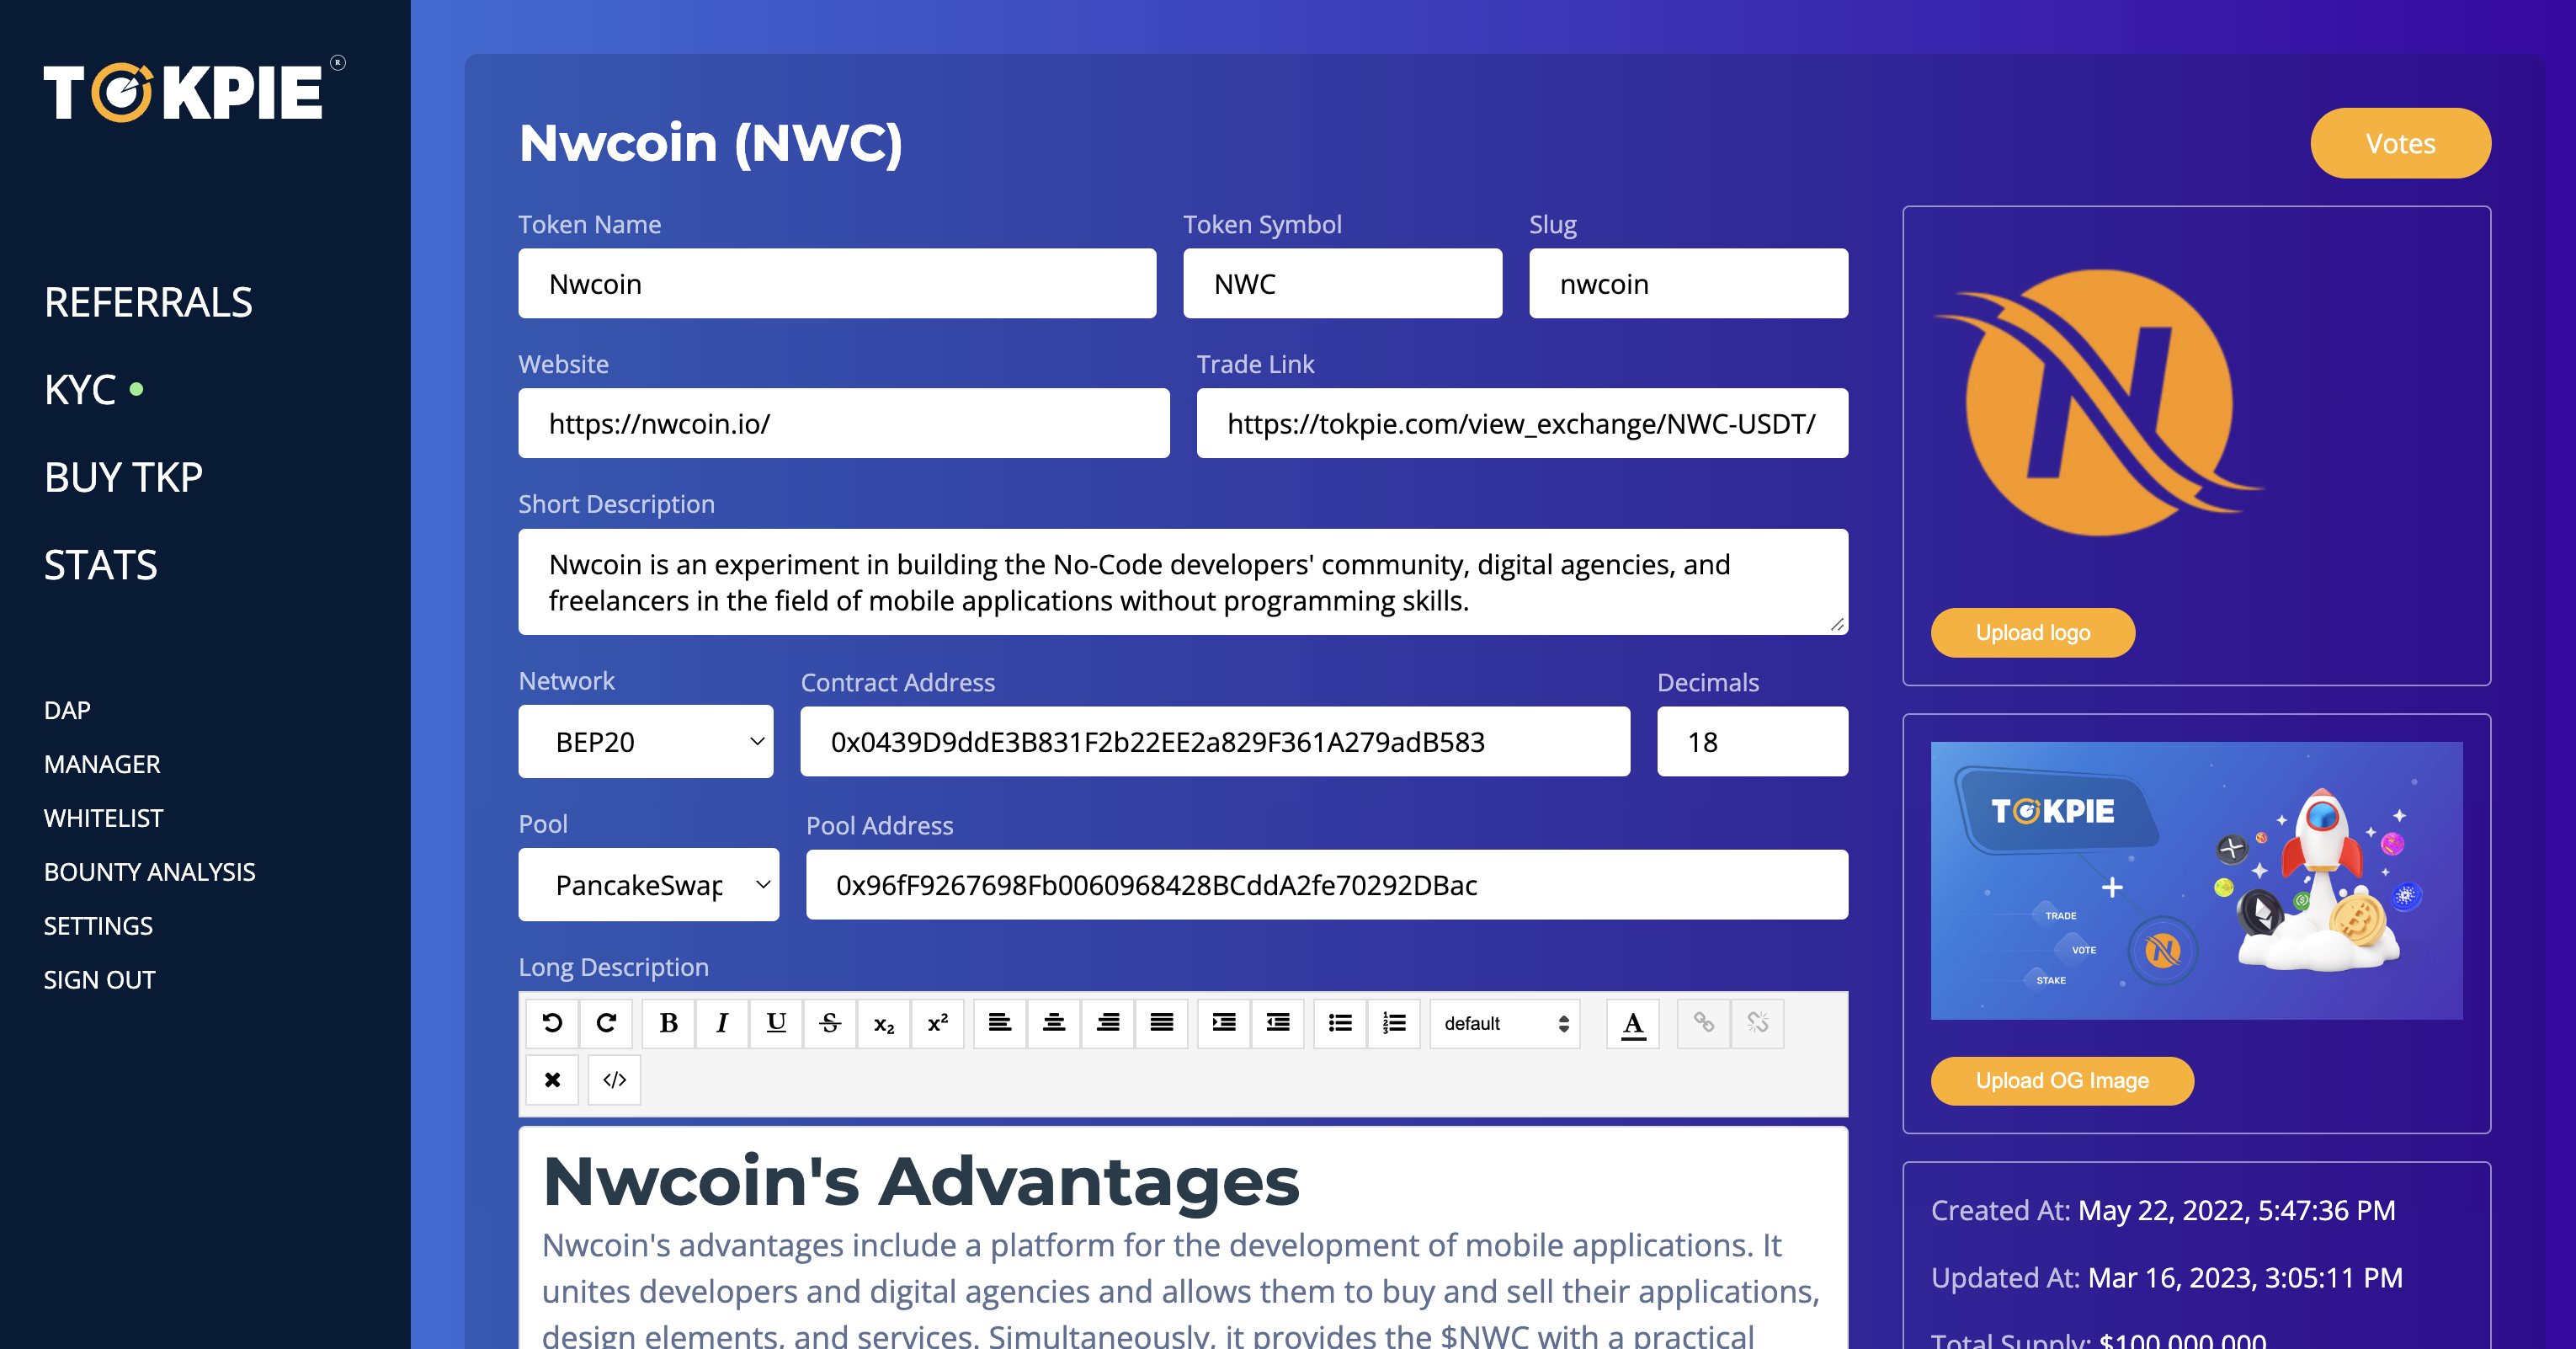 TOKPIE ®
REFERRALS
KYC
BUY TKP
STATS
DAP
MANAGER
WHITELIST
BOUNTY ANALYSIS
SETTINGS
SIGN OUT
Nwcoin (NWC)
Votes
Token Name
Token Symbol
Slug
Nwcoin
NWC
nwcoin
Website
Trade Link
https://nwcoin.io/
https://tokpie.com/view_exchange/NWC-USDT/
Short Description
Nwcoin is an experiment in building the No-Code developers' community, digital agencies, and
freelancers in the field of mobile applications without programming skills.
Network
Contract Address
Decimals
BEP20
0x0439D9ddE3B831F2b22EE2a829F361A279adB583
18
Pool
Pool Address
PancakeSwap
0x96fF9267698Fb0060968428BCddA2fe70292DBac
Long Description
B I U S x₂ x²
default
A
</>
Nwcoin's Advantages
Nwcoin's advantages include a platform for the development of mobile applications. It
unites developers and digital agencies and allows them to buy and sell their applications,
design elements, and services. Simultaneously, it provides the $NWC with a practical
N
Upload logo
TOKPIE
TRADE
VOTE
STAKE
N
Upload OG Image
Created At: May 22, 2022, 5:47:36 PM
Updated At: Mar 16, 2023, 3:05:11 PM
Total Supply: $100,000,000